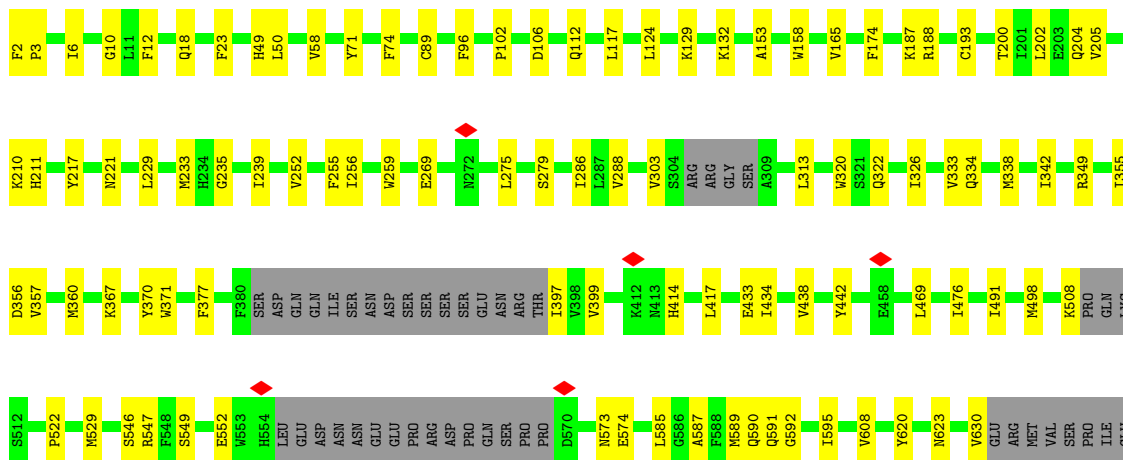 F2 P3 I6 G10 L11 F12 Q18 F23 H49 L50 V58 Y71 F74 C89 F96 P102 D106 Q112 L117 L124 K129 K132 A153 W158 V165 F174 K187 R188 C193 T200 I201 L202 E203 Q204 V205
K210 H211 Y217 N221 L229 M233 H234 G235 I239 V252 F255 I256 W259 E269 N272 L275 S279 I286 L287 V288 V303 S304 ARG ARG GLY SER A309 L313 W320 S321 Q322 I326 V333 Q334 M338 I342 R349 I355
D356 V357 M360 K367 Y370 W371 F377 F380 SER ASP GLN GLN ILE SER ASN ASP SER SER SER SER GLU ASN ARG THR I397 V398 V399 K412 N413 H414 L417 E433 I434 V438 Y442 E458 L469 I476 I491 M498 K508 PRO GLN
S512 P522 M529 S546 R547 F548 S549 E552 W553 H554 LEU GLU ASP ASN ASN GLU GLU PRO ARG ASP PRO GLN SER PRO PRO D570 N573 E574 L585 G586 A587 F588 M589 Q590 Q591 G592 I595 V608 Y620 N623 V630 GLU ARG MET VAL SER PRO ILE